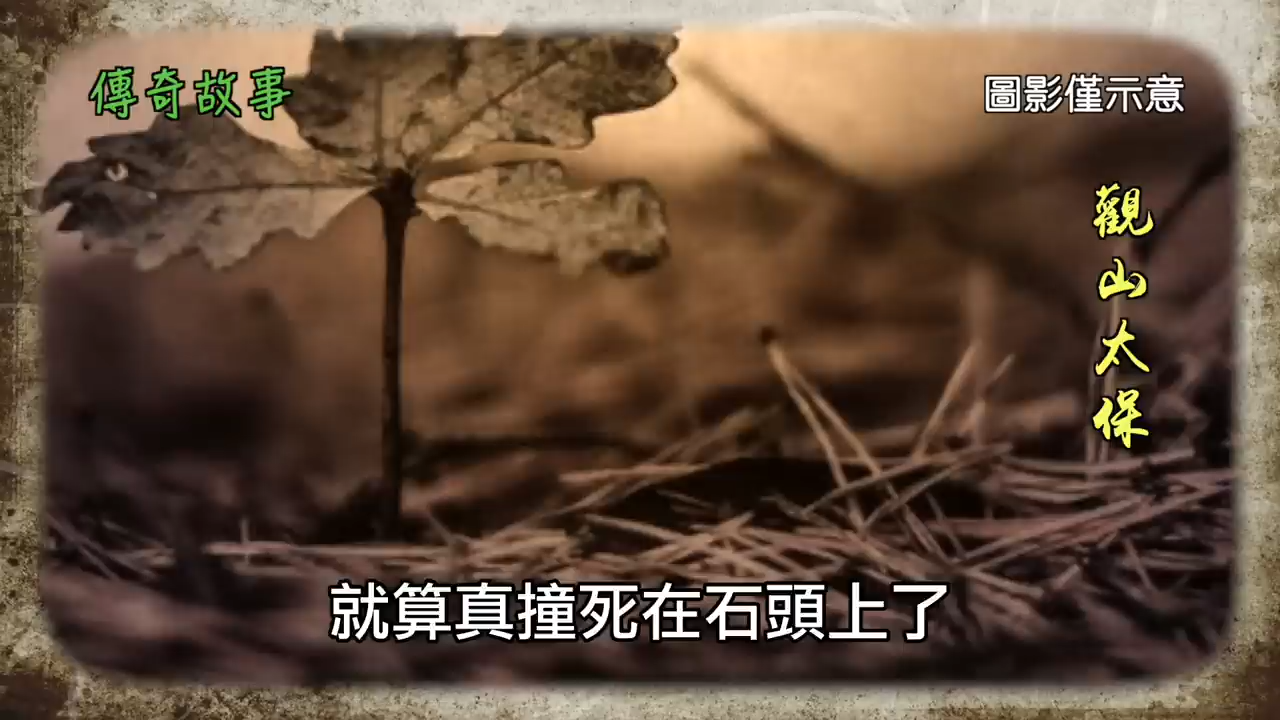 傳奇故事
圖影僅示意
觀山太保
就算真撞死在石頭上了